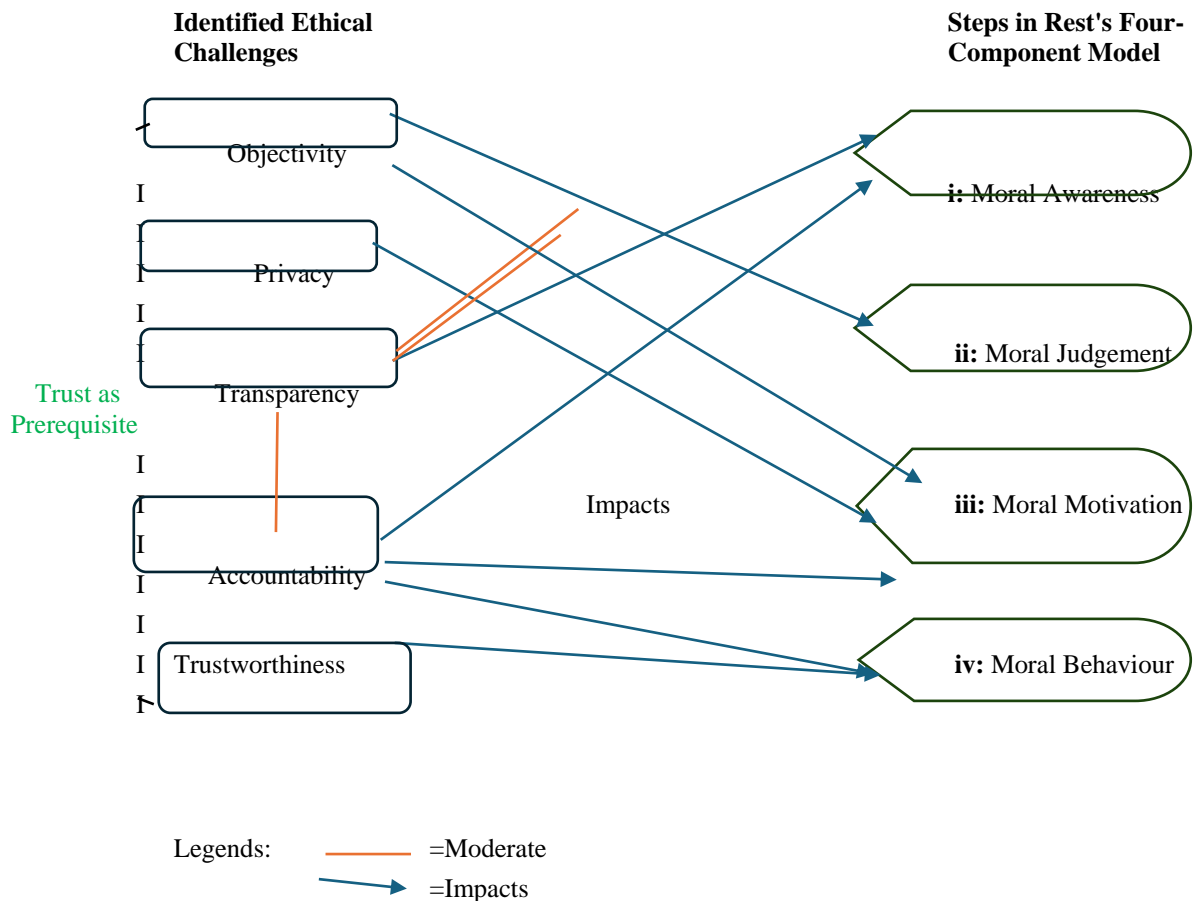 Identified Ethical
Challenges
Steps in Rest's Four-
Component Model
Objectivity
I
i: Moral Awareness
I
I
Privacy
I
I
ii: Moral Judgement
Trust as
Prerequisite
Transparency
I
I
Impacts
iii: Moral Motivation
I
I
Accountability
I
I
Trustworthiness
iv: Moral Behaviour
I
Legends:
=Moderate
=Impacts